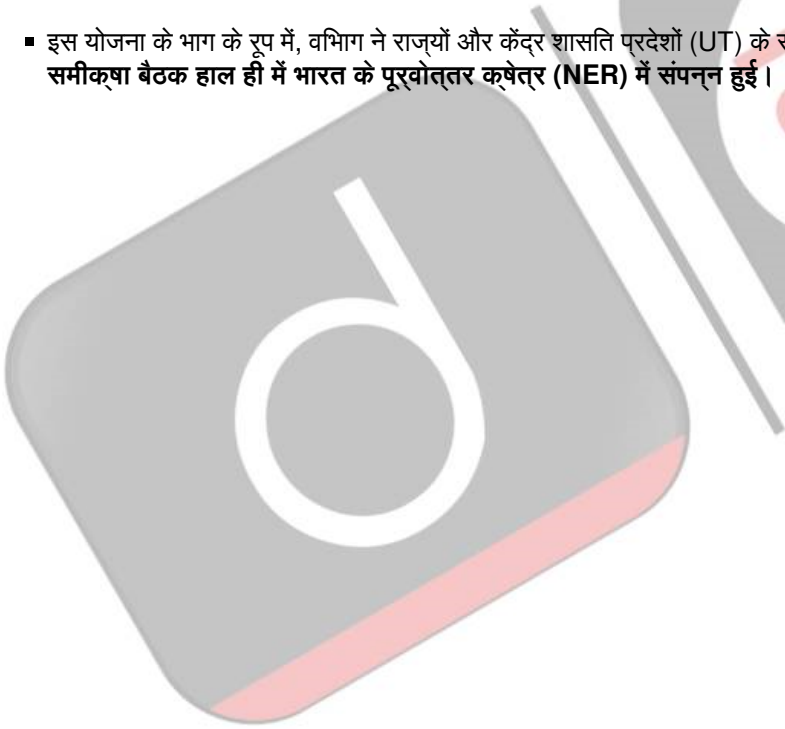 ▪ इस योजना के भाग के रूप में, वभािग ने राज्यों और केंद्र शासति प्रदेशों (UT) के
समीक्षा बैठक हाल ही में भारत के पूर्वोत्तर क्षेत्र (NER) में संपन्न हुई।
d